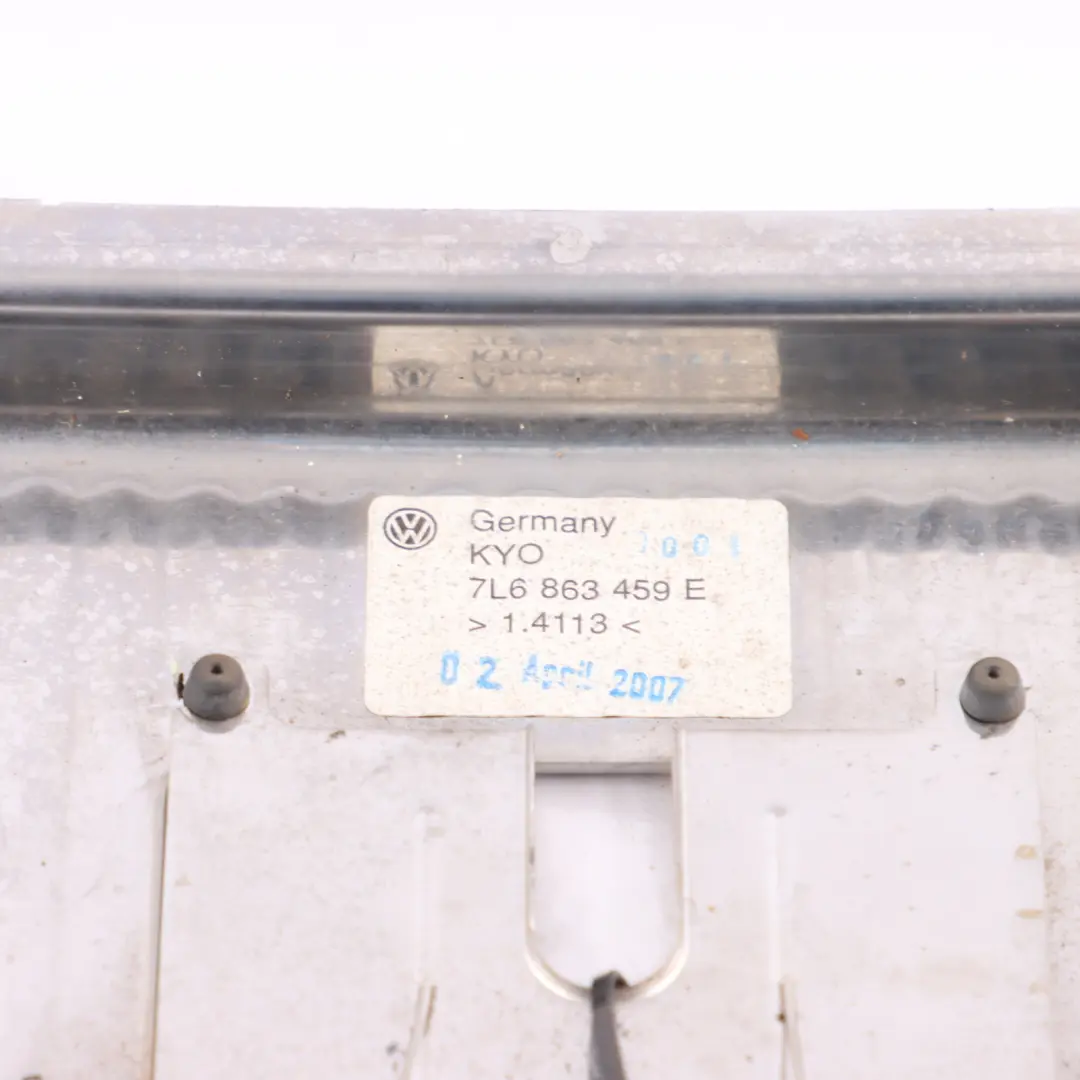 Germany
KYO
7L6 863 459 E
> 1.4113 <
02 April 2007